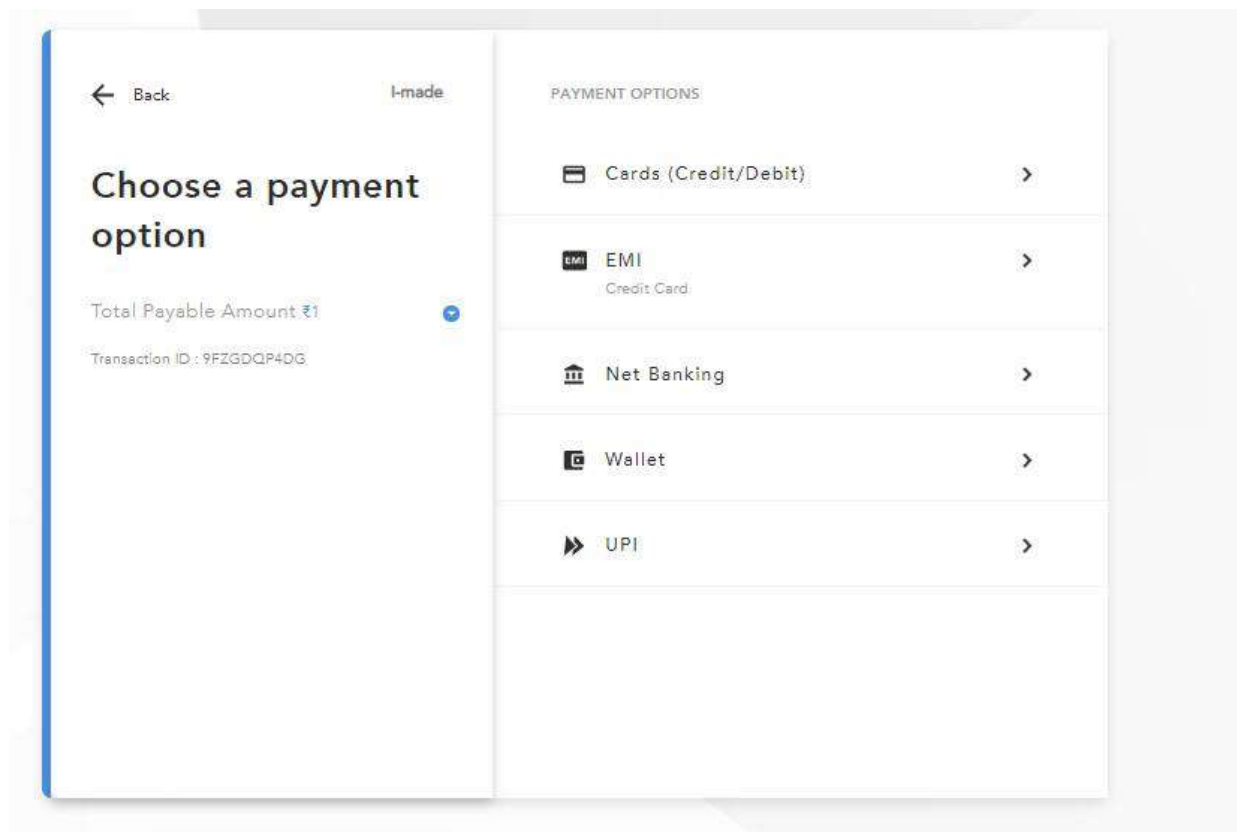 Back
I-made
Choose a payment
option
Total Payable Amount ₹1
Transaction ID : 9FZGDQP4DG
PAYMENT OPTIONS
Cards (Credit/Debit)
EMI
EMI
Credit Card
Net Banking
Wallet
UPI